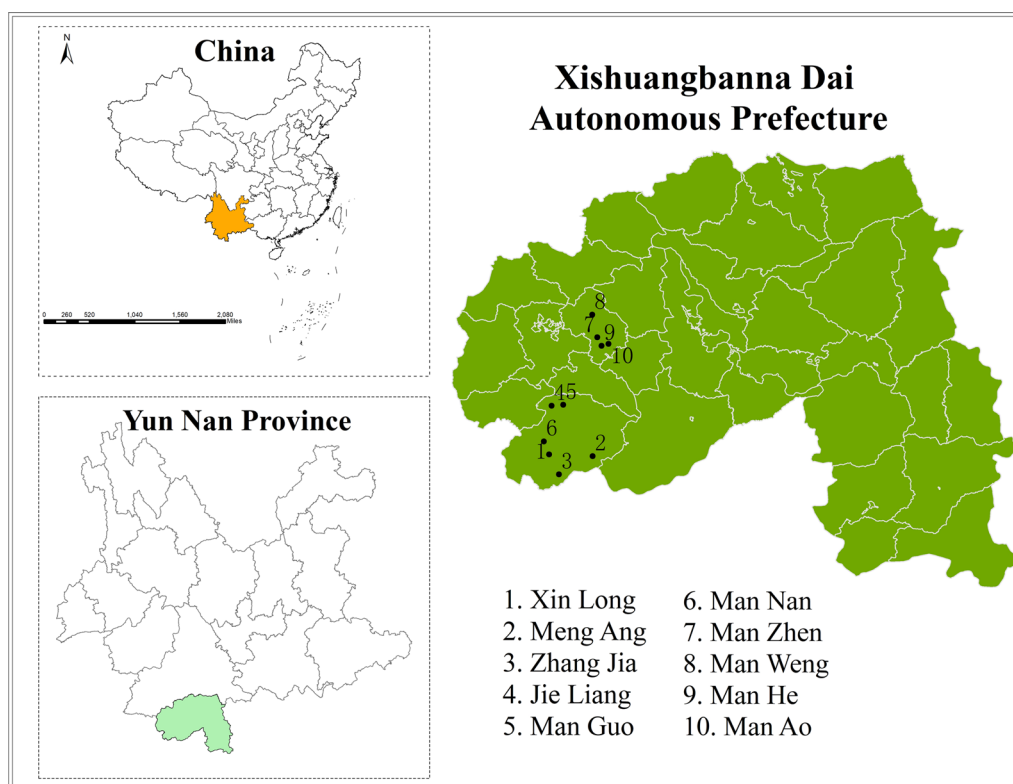 N
China
0 260 520 1,040 1,560 2,080
Miles
Yun Nan Province
Xishuangbanna Dai
Autonomous Prefecture
8
7
9
10
45
6
1
2
3
1. Xin Long
2. Meng Ang
3. Zhang Jia
4. Jie Liang
5. Man Guo
6. Man Nan
7. Man Zhen
8. Man Weng
9. Man He
10. Man Ao